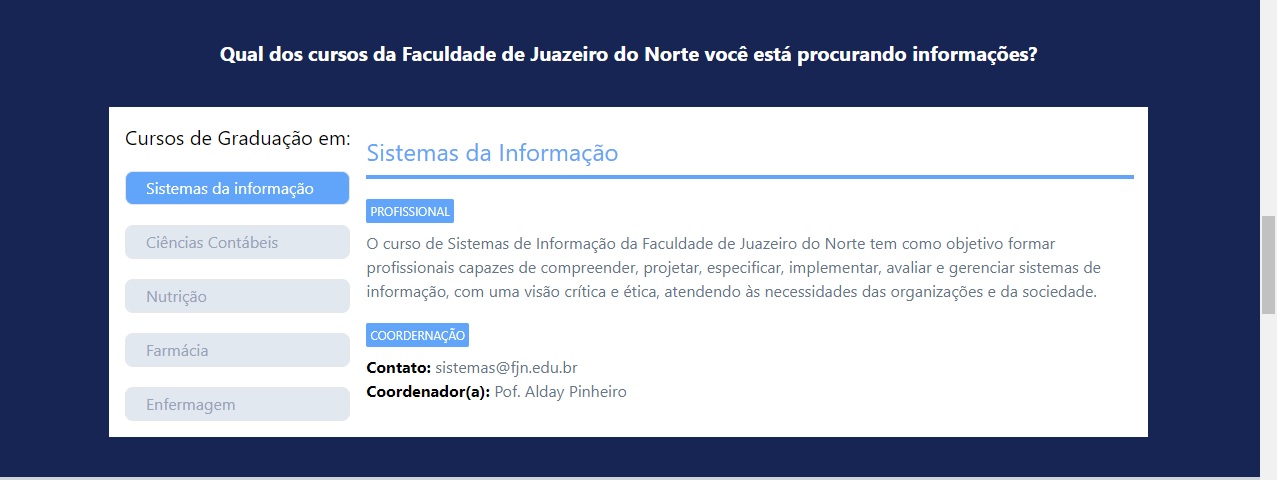 Qual dos cursos da Faculdade de Juazeiro do Norte você está procurando informações?
Cursos de Graduação em:
Sistemas da informação
Ciências Contábeis
Nutrição
Farmácia
Enfermagem
Sistemas da Informação
PROFISSIONAL
O curso de Sistemas de Informação da Faculdade de Juazeiro do Norte tem como objetivo formar
profissionais capazes de compreender, projetar, especificar, implementar, avaliar e gerenciar sistemas de
informação, com uma visão crítica e ética, atendendo às necessidades das organizações e da sociedade.
COORDERNAÇÃO
Contato: sistemas@fjn.edu.br
Coordenador(a): Pof. Alday Pinheiro